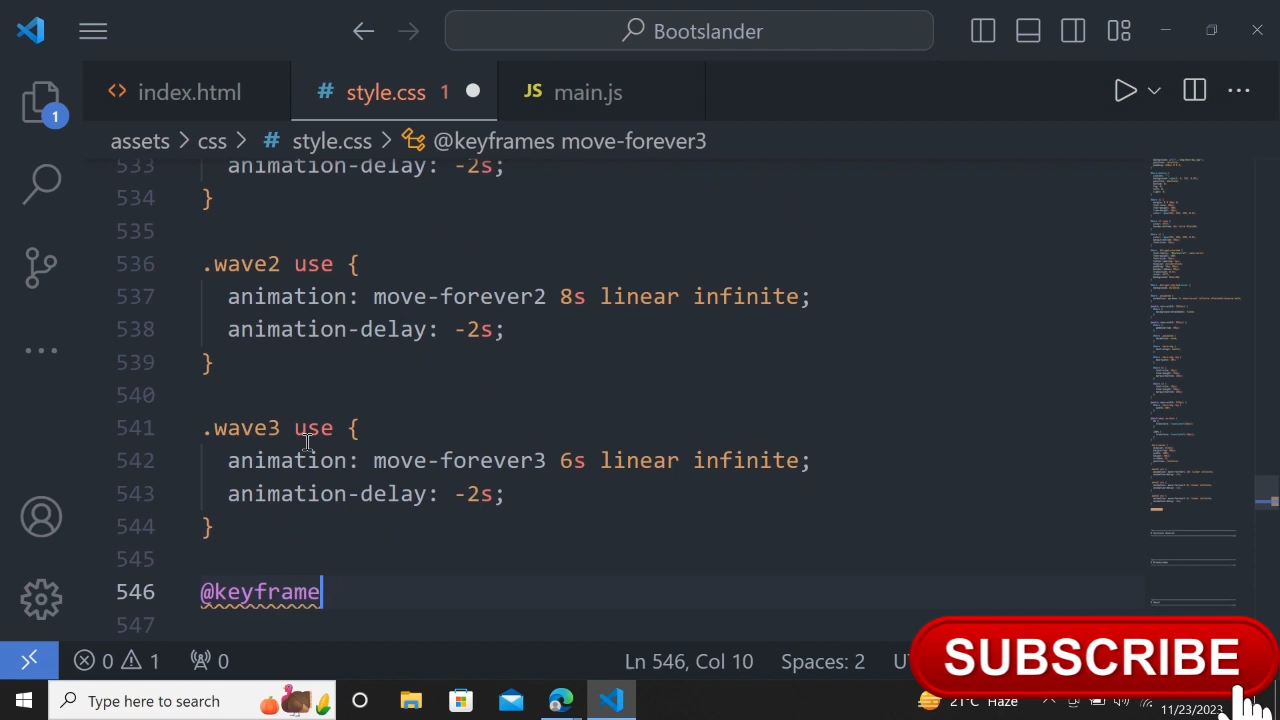 Bootslander
index.html
# style.css 1
JS main.js
assets > css > # style.css > @keyframes move-forever3
533 animation-delay: -2s;
534 }
535
536 .wave2 use {
537 animation: move-forever2 8s linear infinite;
538 animation-delay: -2s;
539 }
540
541 .wave3 use {
542 animation: move-forever3 6s linear infinite;
543 animation-delay: -2s;
544 }
545
546 @keyframe
547
1
0 1 0
Ln 546, Col 10 Spaces: 2
SUBSCRIBE
Type here to search
21°C Haze
11/23/2023